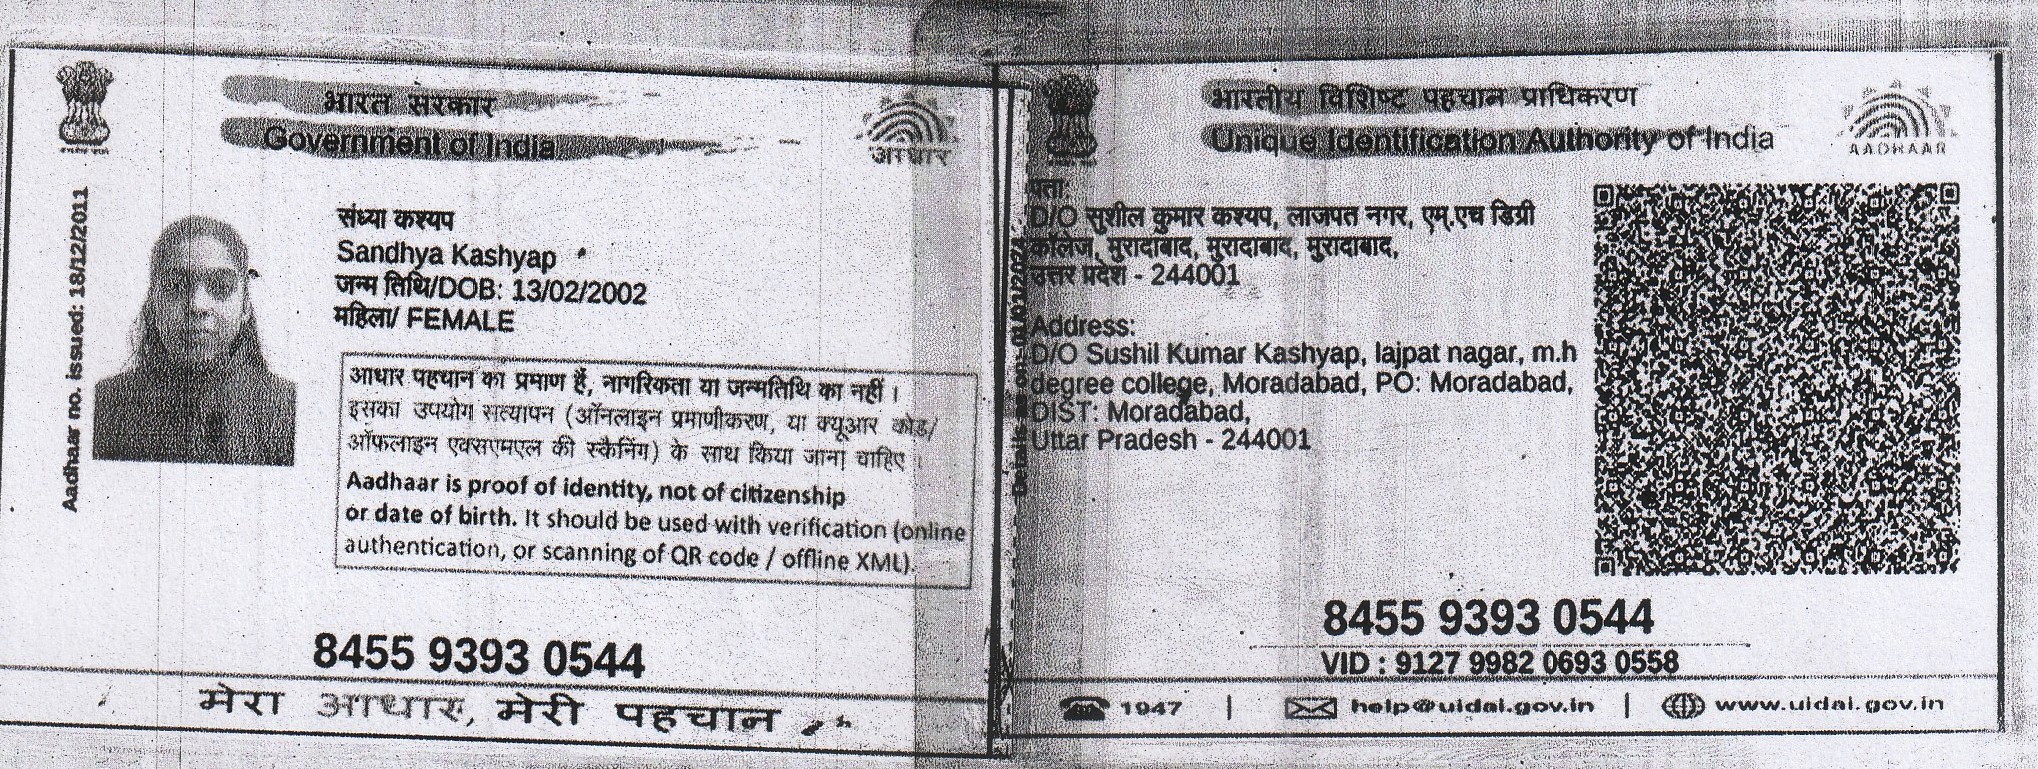 भारत सरकार
Government of India
आधार
Aadhaar no. issued: 18/12/2011
संध्या कश्यप
Sandhya Kashyap
जन्म तिथि/DOB: 13/02/2002
महिला/ FEMALE
आधार पहचान का प्रमाण हैं, नागरिकता या जन्मतिथि का नहीं ।
इसका उपयोग सत्यापन (ऑनलाइन प्रमाणीकरण, या क्यूआर कोड/
ऑफलाइन एक्सएमएल की स्कैनिंग) के साथ किया जाना चाहिए ।
Aadhaar is proof of identity, not of citizenship
or date of birth. It should be used with verification (online
authentication, or scanning of QR code / offline XML).
8455 9393 0544
मेरा आधार, मेरी पहचान
भारतीय विशिष्ट पहचान प्राधिकरण
Unique Identification Authority of India
AADHAAR
पता:
D/O सुशील कुमार कश्यप, लाजपत नगर, एम्.एच डिग्री
कॉलेज, मुरादाबाद, मुरादाबाद, मुरादाबाद,
उत्तर प्रदेश - 244001
Address:
D/O Sushil Kumar Kashyap, lajpat nagar, m.h
degree college, Moradabad, PO: Moradabad,
DIST: Moradabad,
Uttar Pradesh - 244001
8455 9393 0544
VID : 9127 9982 0693 0558
1947 | help@uidai.gov.in | www.uidai.gov.in